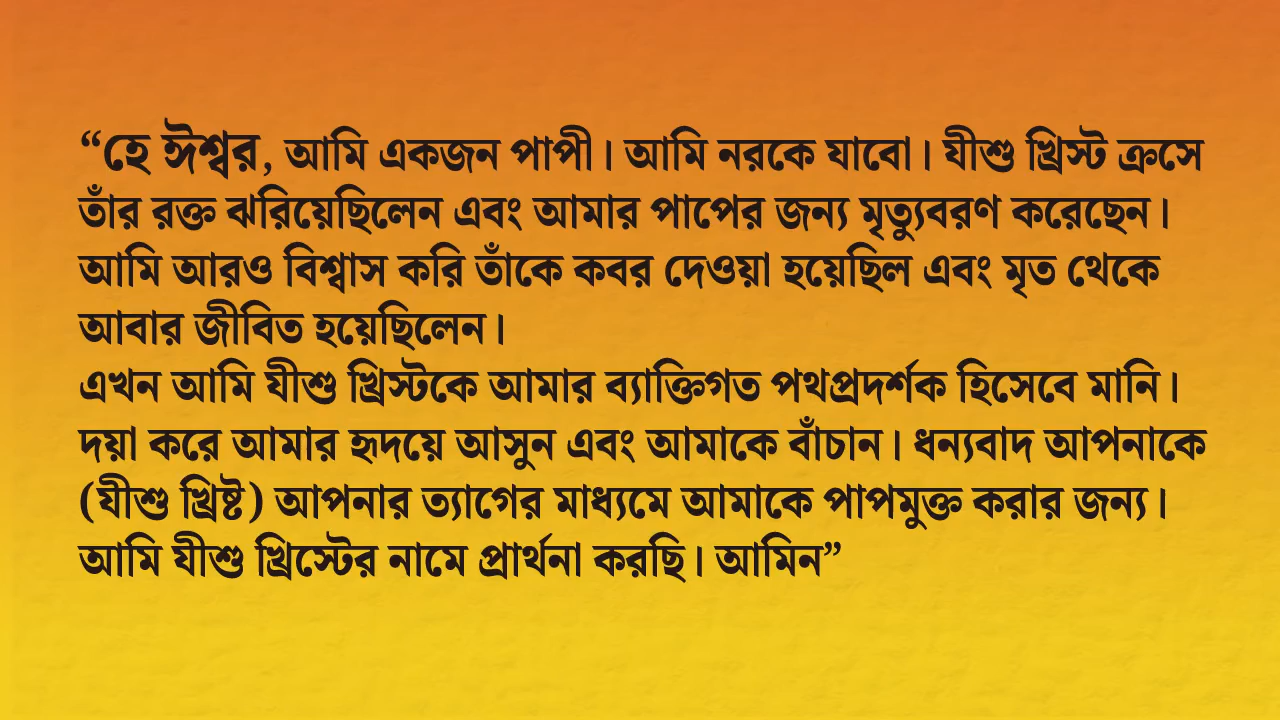 “হে ঈশ্বর, আমি একজন পাপী। আমি নরকে যাবো। যীশু খ্রিস্ট ক্রসে
তাঁর রক্ত ঝরিয়েছিলেন এবং আমার পাপের জন্য মৃত্যুবরণ করেছেন।
আমি আরও বিশ্বাস করি তাঁকে কবর দেওয়া হয়েছিল এবং মৃত থেকে
আবার জীবিত হয়েছিলেন।
এখন আমি যীশু খ্রিস্টকে আমার ব্যাক্তিগত পথপ্রদর্শক হিসেবে মানি।
দয়া করে আমার হৃদয়ে আসুন এবং আমাকে বাঁচান। ধন্যবাদ আপনাকে
(যীশু খ্রিষ্ট) আপনার ত্যাগের মাধ্যমে আমাকে পাপমুক্ত করার জন্য।
আমি যীশু খ্রিস্টের নামে প্রার্থনা করছি। আমিন”